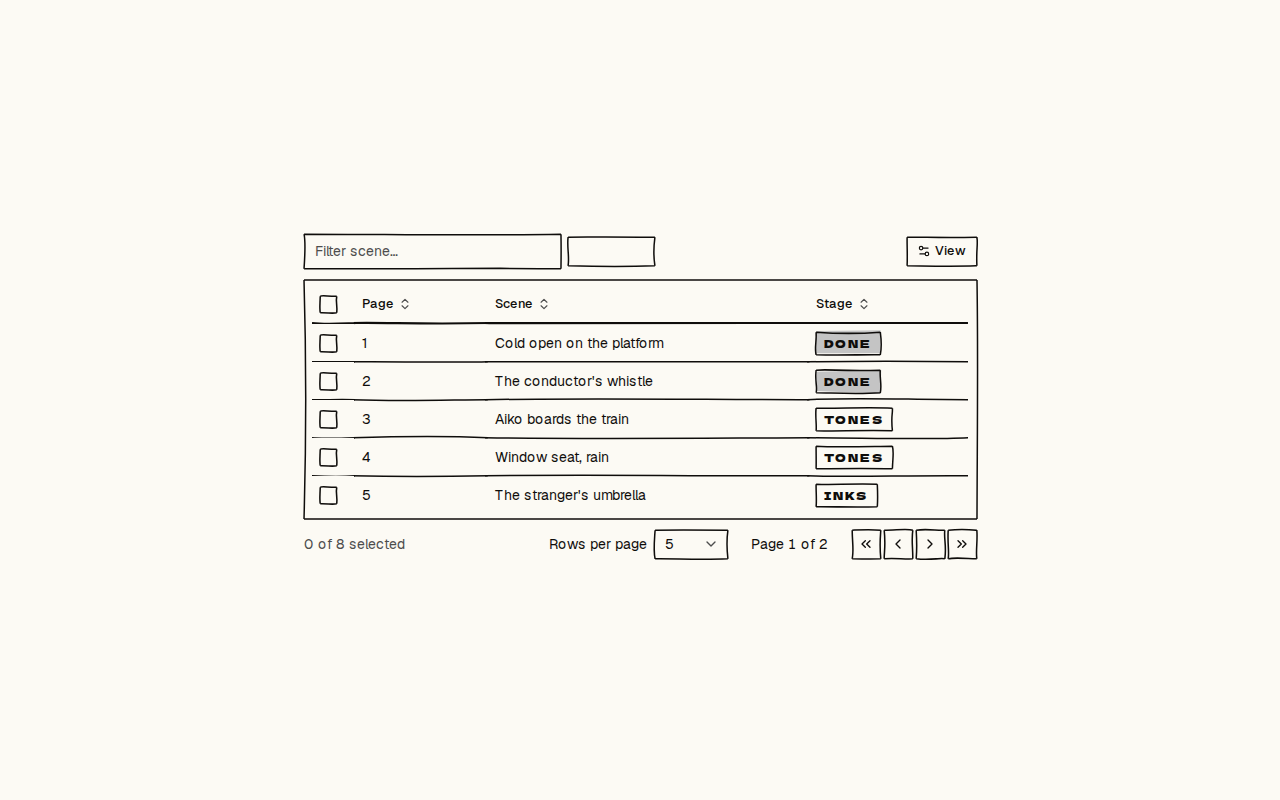 Filter scene...
View
Page Scene Stage
1 Cold open on the platform DONE
2 The conductor's whistle DONE
3 Aiko boards the train TONES
4 Window seat, rain TONES
5 The stranger's umbrella INKS
0 of 8 selected Rows per page 5 Page 1 of 2